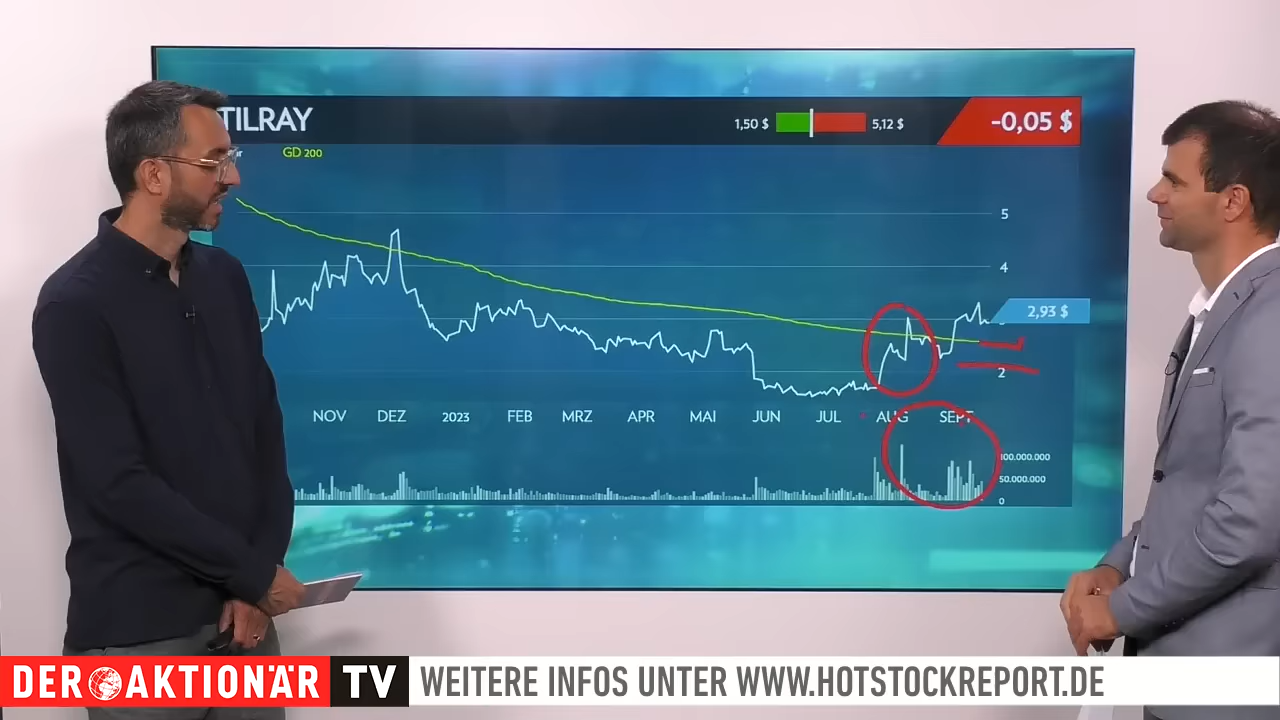 TILRAY
1,50 $
5,12 $
-0,05 $
GD 200
5
4
2,93 $
2
NOV DEZ 2023 FEB MRZ APR MAI JUN JUL AUG SEPT
100.000.000
50.000.000
0
DER AKTIONÄR TV WEITERE INFOS UNTER WWW.HOTSTOCKREPORT.DE